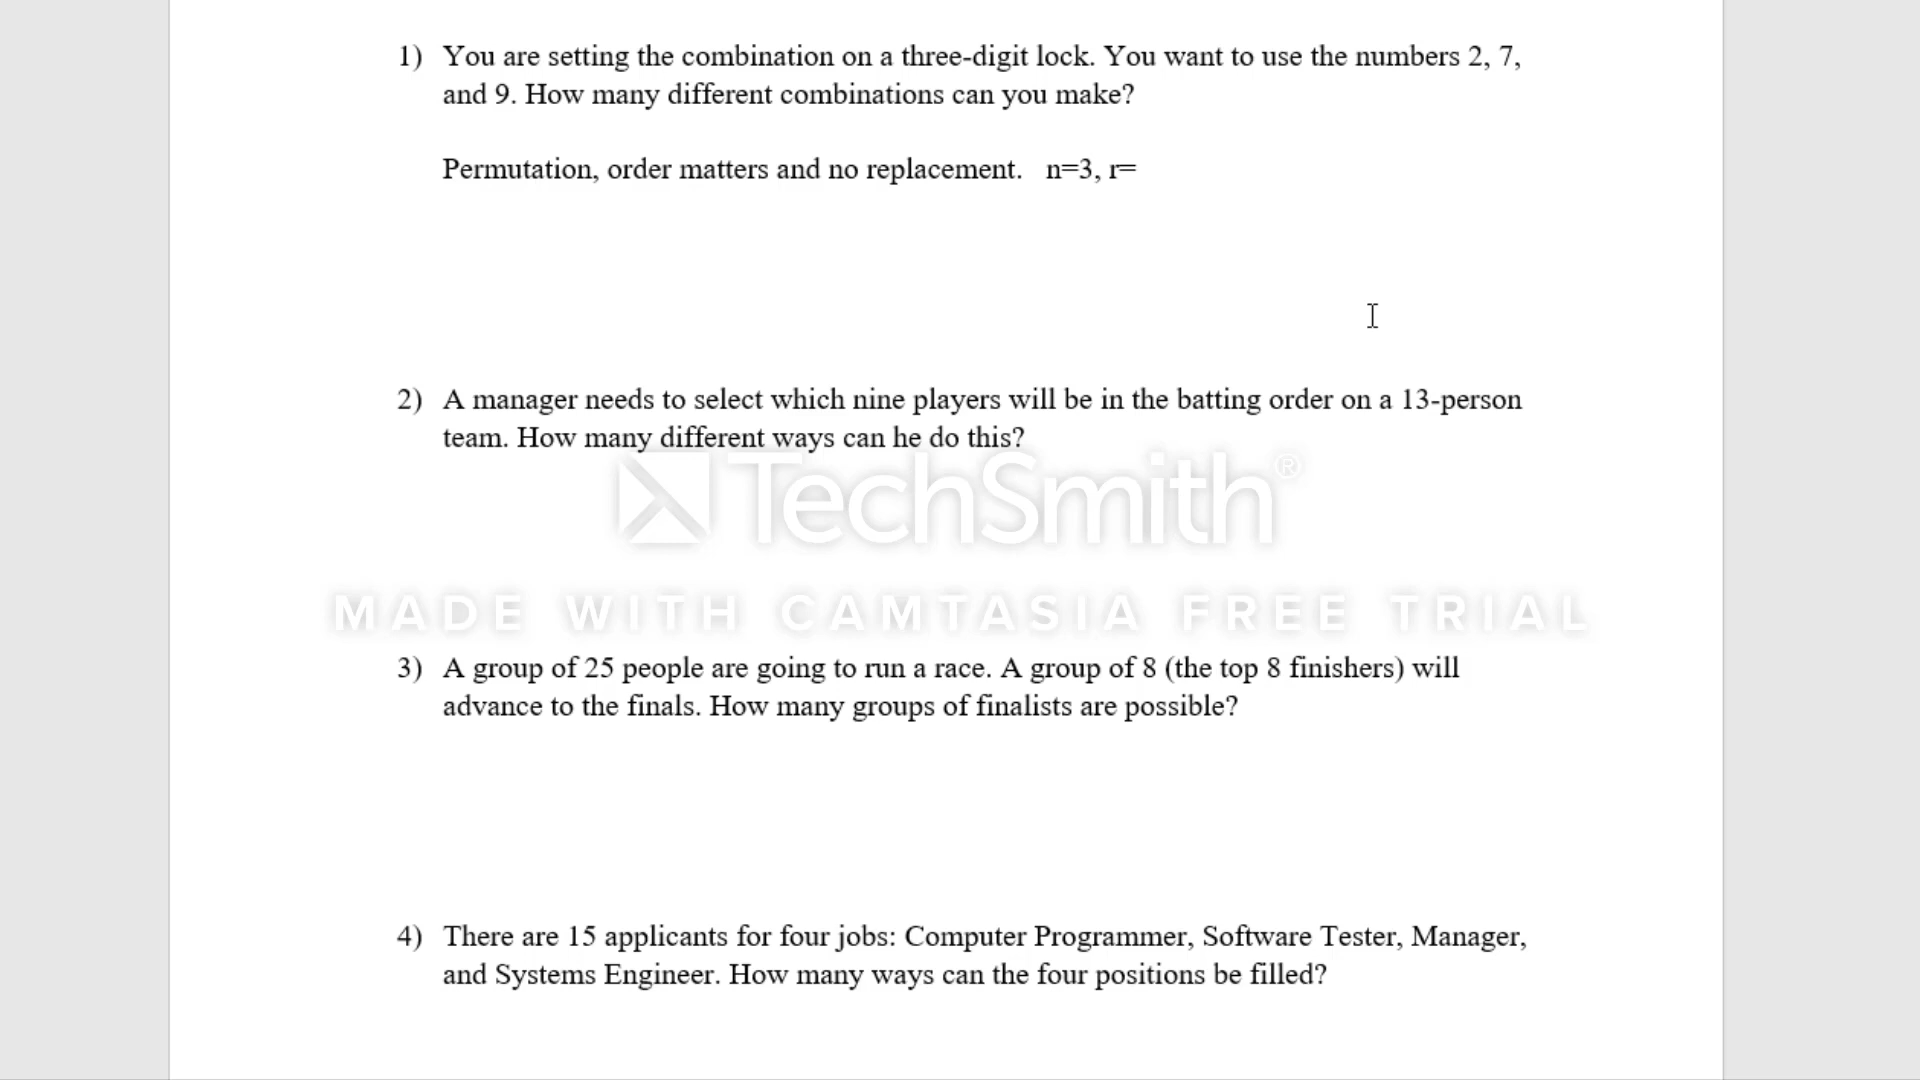 1) You are setting the combination on a three-digit lock. You want to use the numbers 2, 7,
and 9. How many different combinations can you make?
Permutation, order matters and no replacement. n=3, r=
2) A manager needs to select which nine players will be in the batting order on a 13-person
team. How many different ways can he do this?
TechSmith®
MADE WITH CAMTASIA FREE TRIAL
3) A group of 25 people are going to run a race. A group of 8 (the top 8 finishers) will
advance to the finals. How many groups of finalists are possible?
4) There are 15 applicants for four jobs: Computer Programmer, Software Tester, Manager,
and Systems Engineer. How many ways can the four positions be filled?